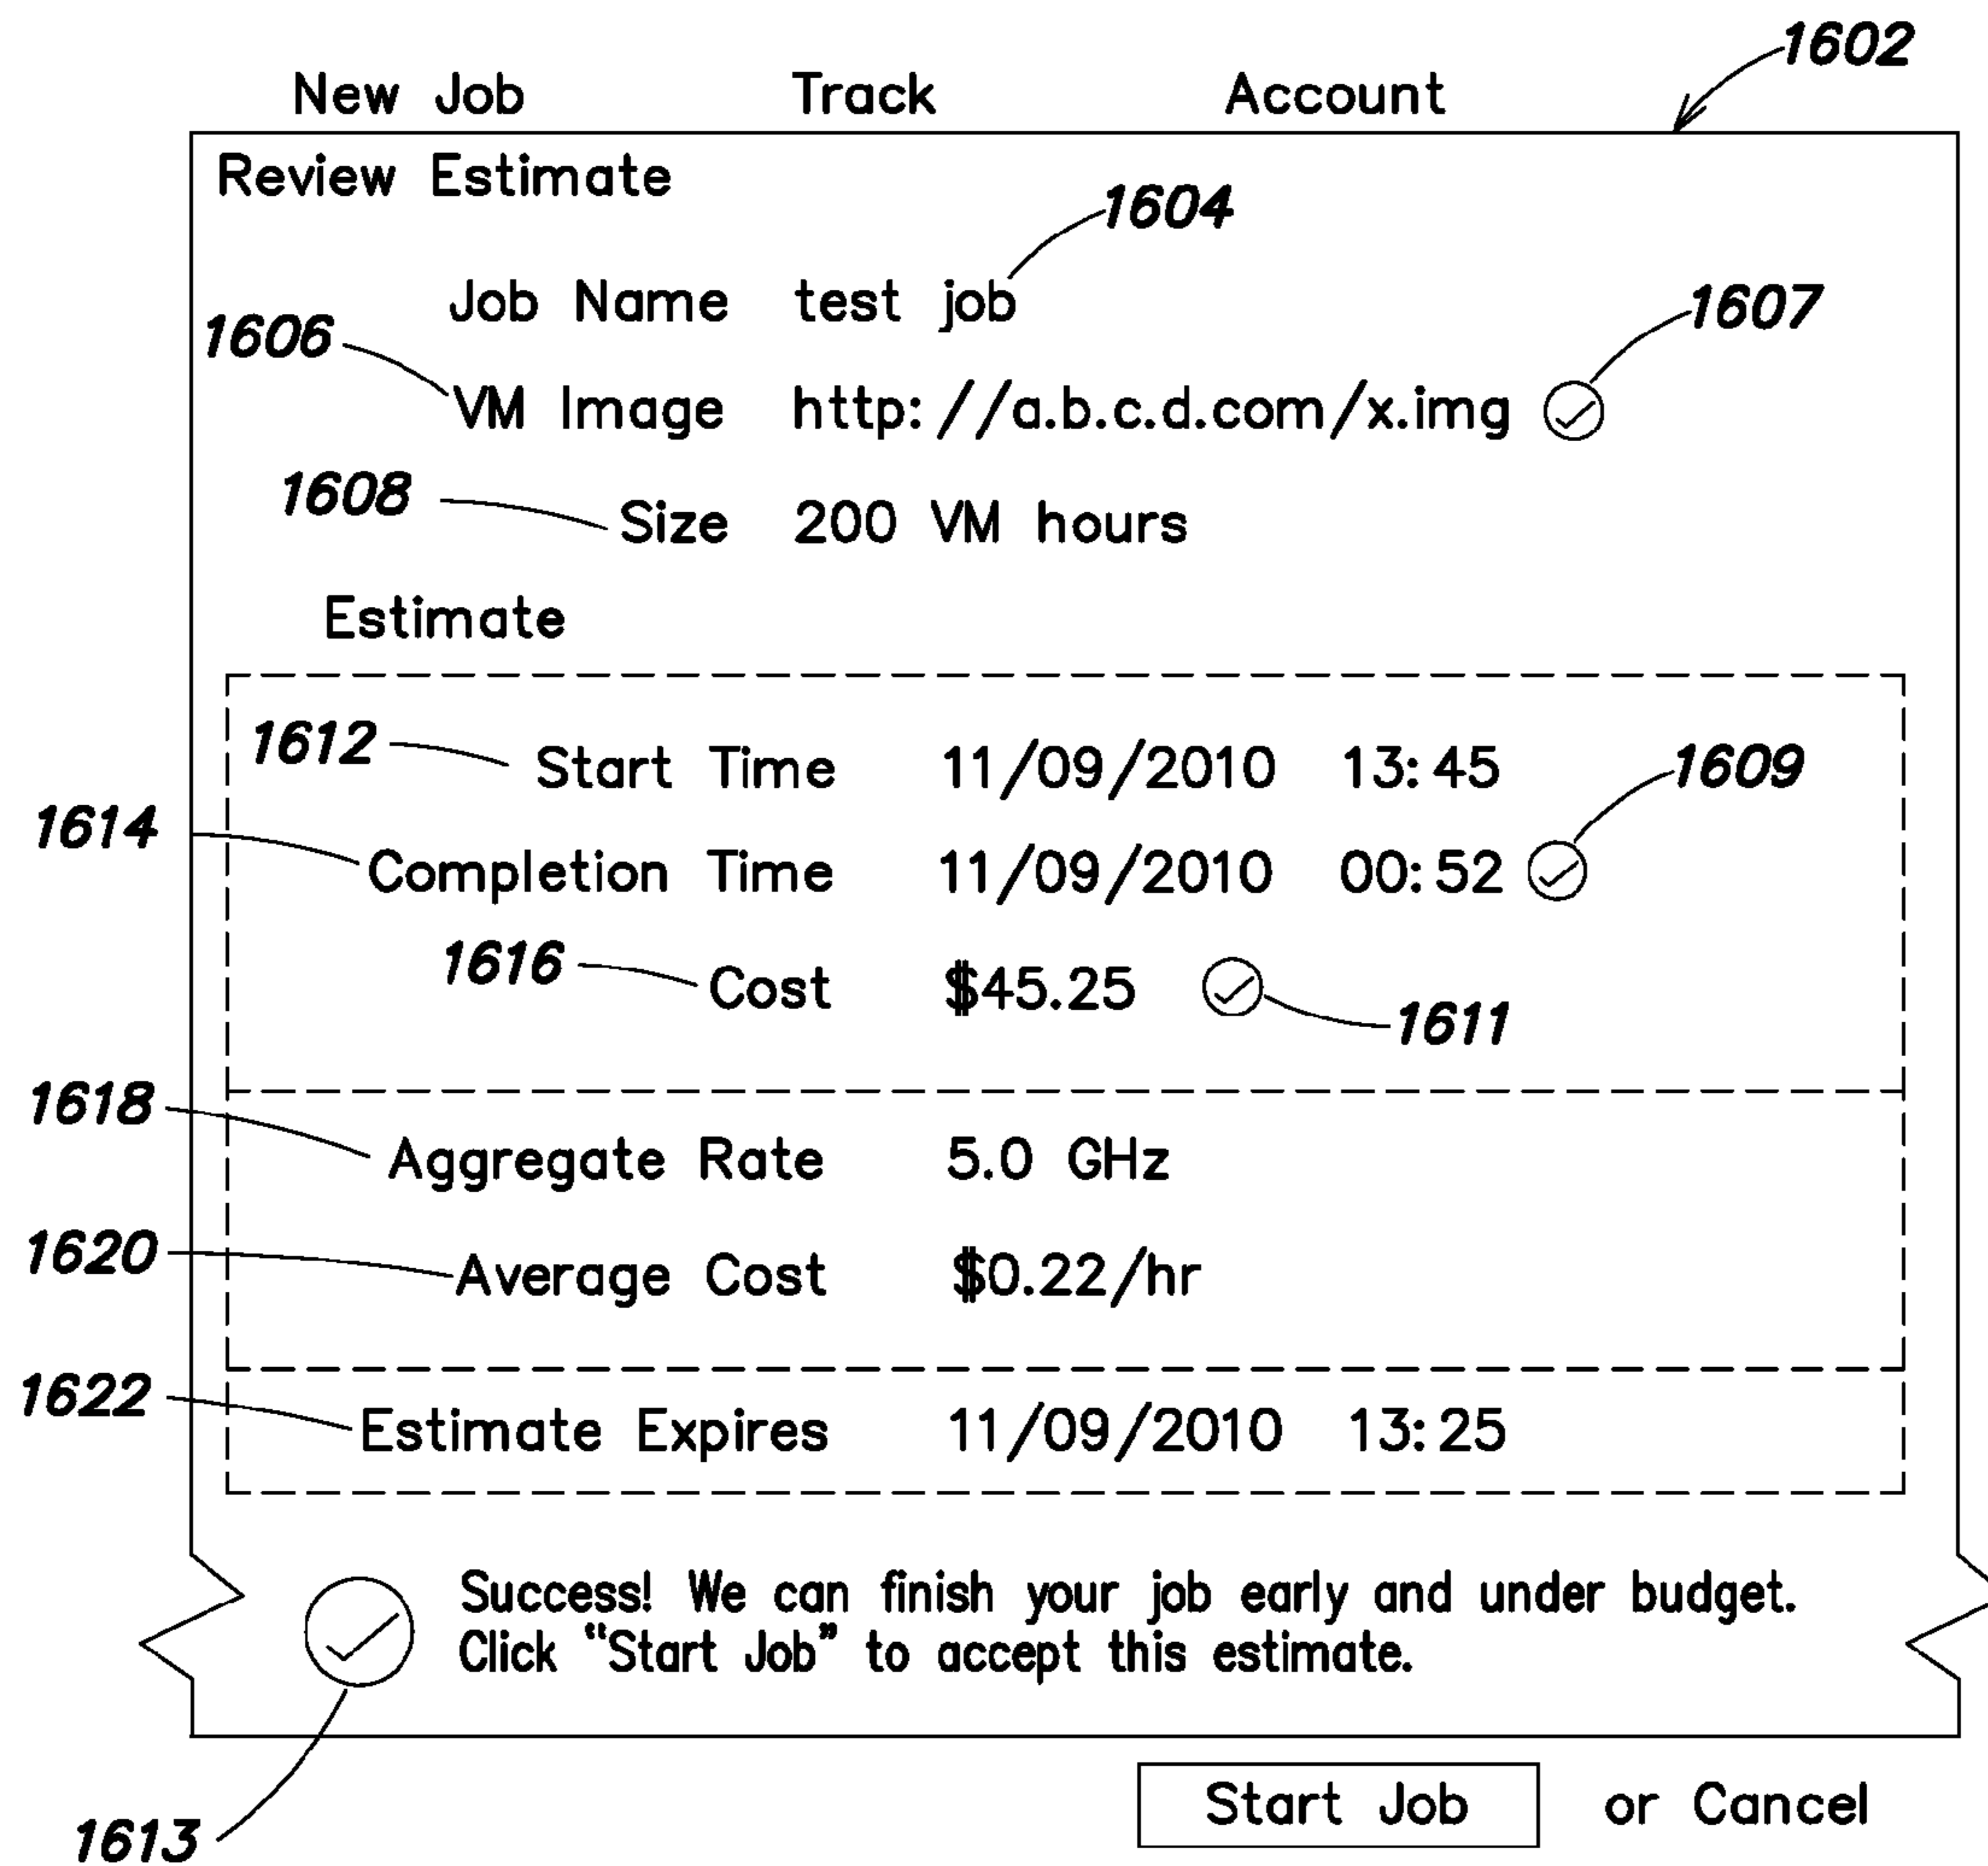 1602
New Job Track Account
Review Estimate
1604
Job Name test job
1607
1606
VM Image http://a.b.c.d.com/x.img
1608
Size 200 VM hours
Estimate
1612
Start Time 11/09/2010 13:45
1609
1614
Completion Time 11/09/2010 00:52
1616
Cost $45.25
1611
1618
Aggregate Rate 5.0 GHz
1620
Average Cost $0.22/hr
1622
Estimate Expires 11/09/2010 13:25
Success! We can finish your job early and under budget.
Click “Start Job” to accept this estimate.
Start Job or Cancel
1613